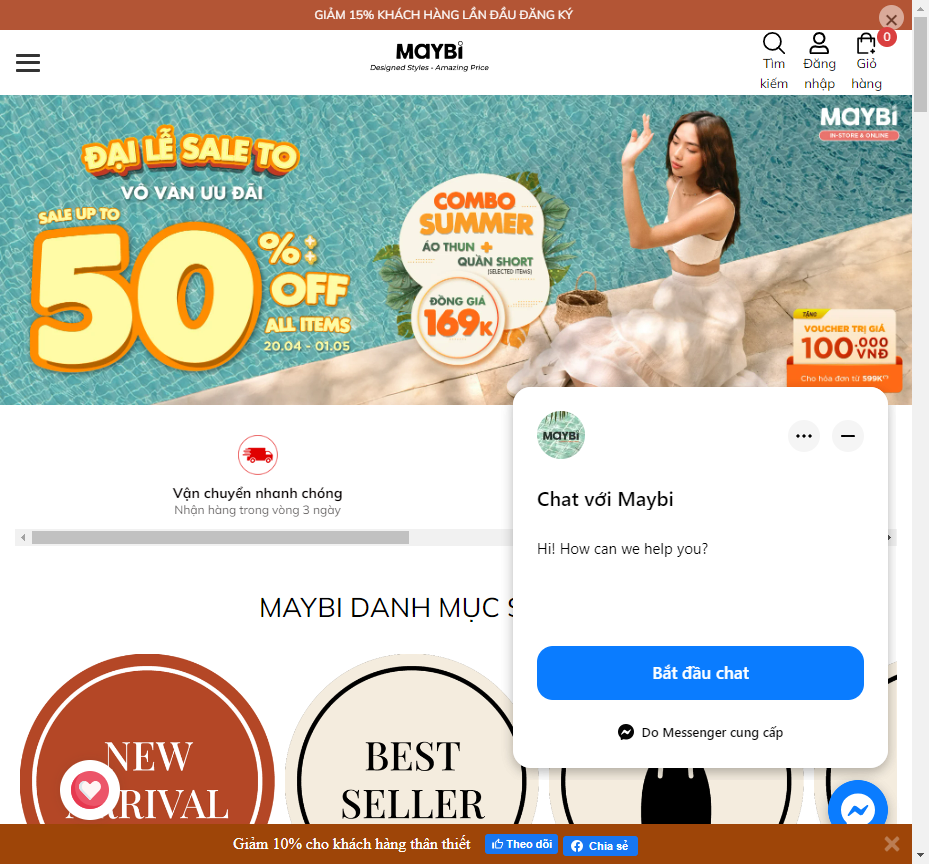 GIẢM 15% KHÁCH HÀNG LẦN ĐẦU ĐĂNG KÝ
MAYBi
Designed Styles - Amazing Price
Tìm kiếm
Đăng nhập
Giỏ hàng
0
MAYBi
IN-STORE & ONLINE
ĐẠI LỄ SALE TO
VÔ VÀN ƯU ĐÃI
SALE UP TO
50%
OFF
ALL ITEMS
20.04 - 01.05
COMBO
SUMMER
ÁO THUN +
QUẦN SHORT
(SELECTED ITEMS)
ĐỒNG GIÁ
169K
TẶNG
VOUCHER TRỊ GIÁ
100.000
VNĐ
Cho hóa đơn từ 599K
Vận chuyển nhanh chóng
Nhận hàng trong vòng 3 ngày
MAYBI
Chat với Maybi
Hi! How can we help you?
Bắt đầu chat
Do Messenger cung cấp
MAYBI DANH MỤC S
NEW
ARRIVAL
BEST
SELLER
Giảm 10% cho khách hàng thân thiết
Theo dõi
Chia sẻ